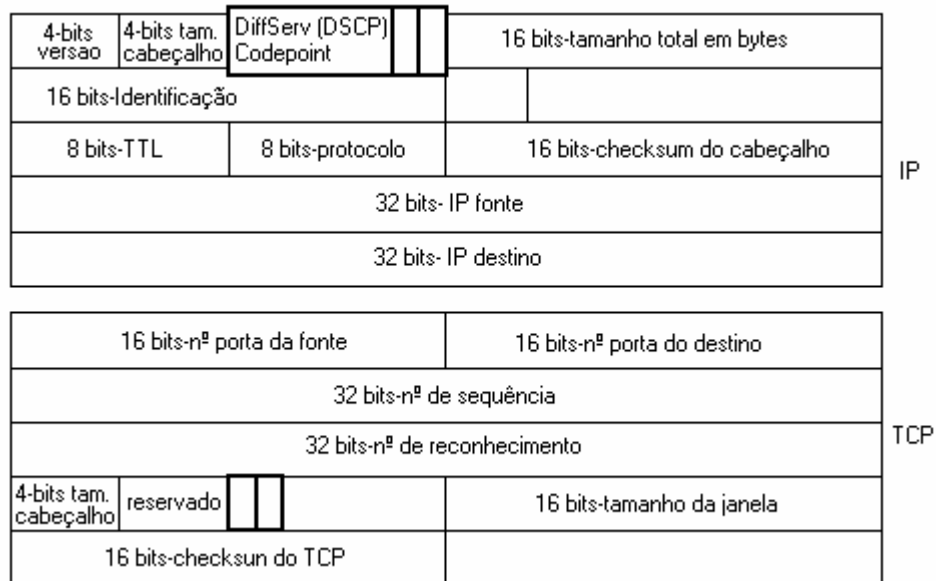 4-bits
versao
4-bits tam.
cabeçalho
DiffServ (DSCP)
Codepoint
16 bits-tamanho total em bytes
16 bits-Identificação
8 bits-TTL
8 bits-protocolo
16 bits-checksum do cabeçalho
IP
32 bits- IP fonte
32 bits- IP destino
16 bits-nº porta da fonte
16 bits-nº porta do destino
32 bits-nº de sequência
32 bits-nº de reconhecimento
TCP
4-bits tam.
cabeçalho
reservado
16 bits-tamanho da janela
16 bits-checksun do TCP